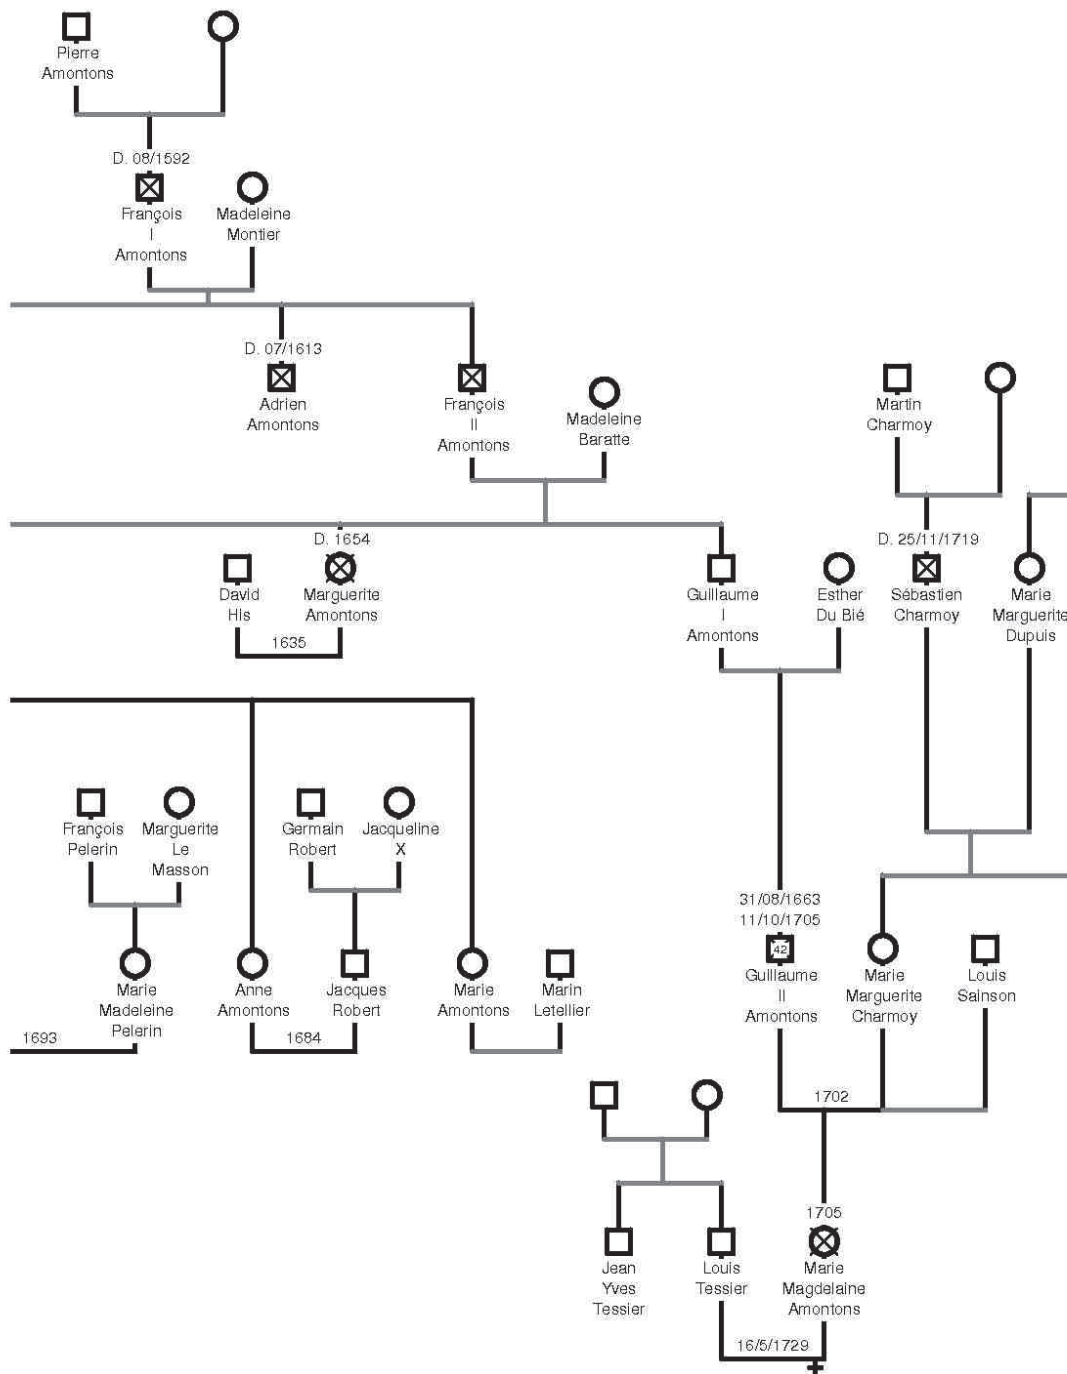 Pierre
Amontons
D. 08/1592
François
I
Amontons
Madeleine
Montier
D. 07/1613
Adrien
Amontons
François
II
Amontons
Madeleine
Baratte
Martin
Charmoy
D. 1654
David
HIs
Marguerite
Amontons
1635
Guillaume
I
Amontons
Esther
Du Bié
D. 25/11/1719
Sébastien
Charmoy
Marie
Marguerite
Dupuis
François
Pelerin
Marguerite
Le
Masson
Germain
Robert
Jacqueline
X
31/08/1663
11/10/1705
42
Marie
Madeleine
Pelerin
1693
Anne
Amontons
Jacques
Robert
1684
Marie
Amontons
Marin
Letellier
Guillaume
II
Amontons
Marie
Marguerite
Charmoy
Louis
Sainson
1702
1705
Jean
Yves
Tessier
Louis
Tessier
Marie
Magdelaine
Amontons
16/5/1729